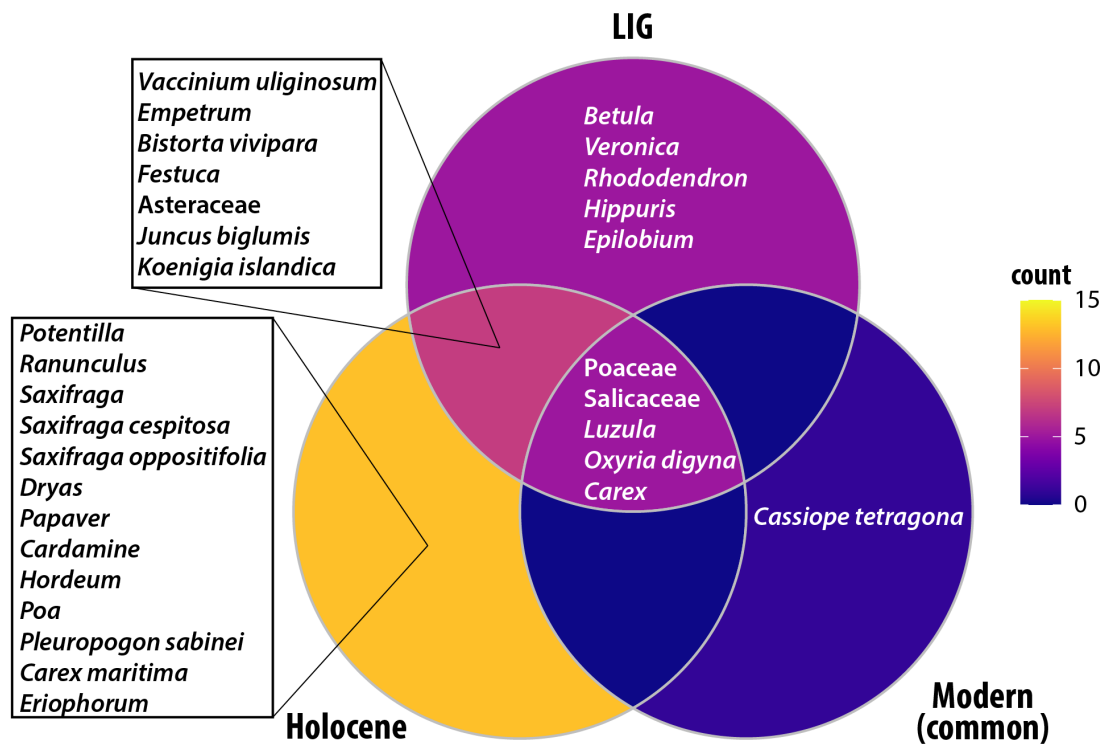 LIG
Vaccinium uliginosum
Empetrum
Bistorta vivipara
Festuca
Asteraceae
Juncus biglumis
Koenigia islandica
Betula
Veronica
Rhododendron
Hippuris
Epilobium
count
15
10
5
0
Potentilla
Ranunculus
Saxifraga
Saxifraga cespitosa
Saxifraga oppositifolia
Dryas
Papaver
Cardamine
Hordeum
Poa
Pleuropogon sabinei
Carex maritima
Eriophorum
Poaceae
Salicaceae
Luzula
Oxyria digyna
Carex
Cassiope tetragona
Holocene
Modern
(common)